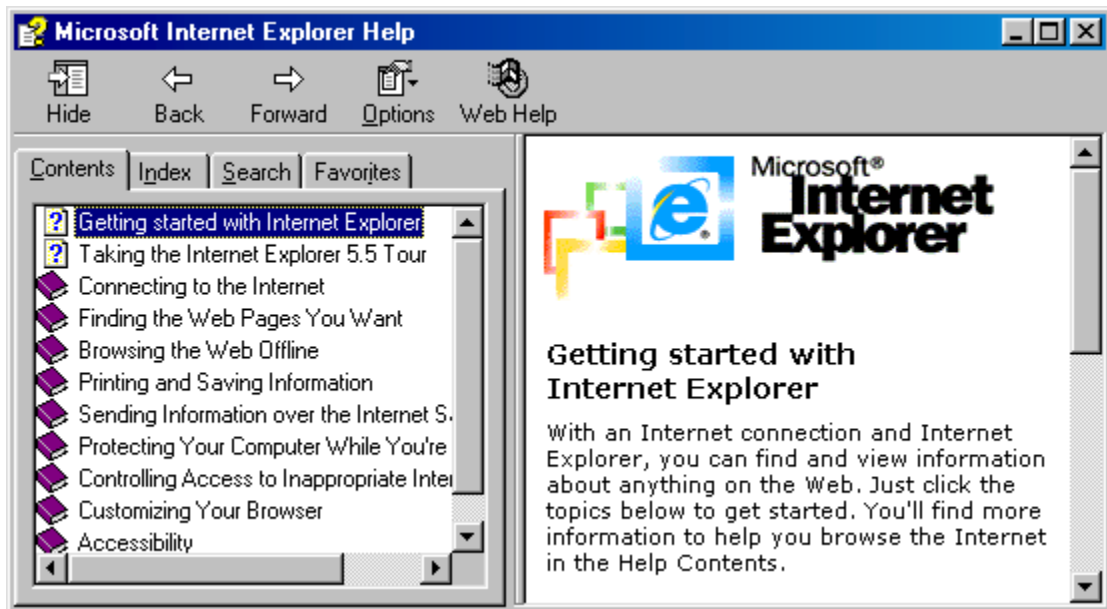 Microsoft Internet Explorer Help
Hide Back Forward Options Web Help
Contents Index Search Favorites
Getting started with Internet Explorer
Taking the Internet Explorer 5.5 Tour
Connecting to the Internet
Finding the Web Pages You Want
Browsing the Web Offline
Printing and Saving Information
Sending Information over the Internet S
Protecting Your Computer While You're
Controlling Access to Inappropriate Inter
Customizing Your Browser
Accessibility
Microsoft®
Internet
Explorer
Getting started with
Internet Explorer
With an Internet connection and Internet
Explorer, you can find and view information
about anything on the Web. Just click the
topics below to get started. You'll find more
information to help you browse the Internet
in the Help Contents.